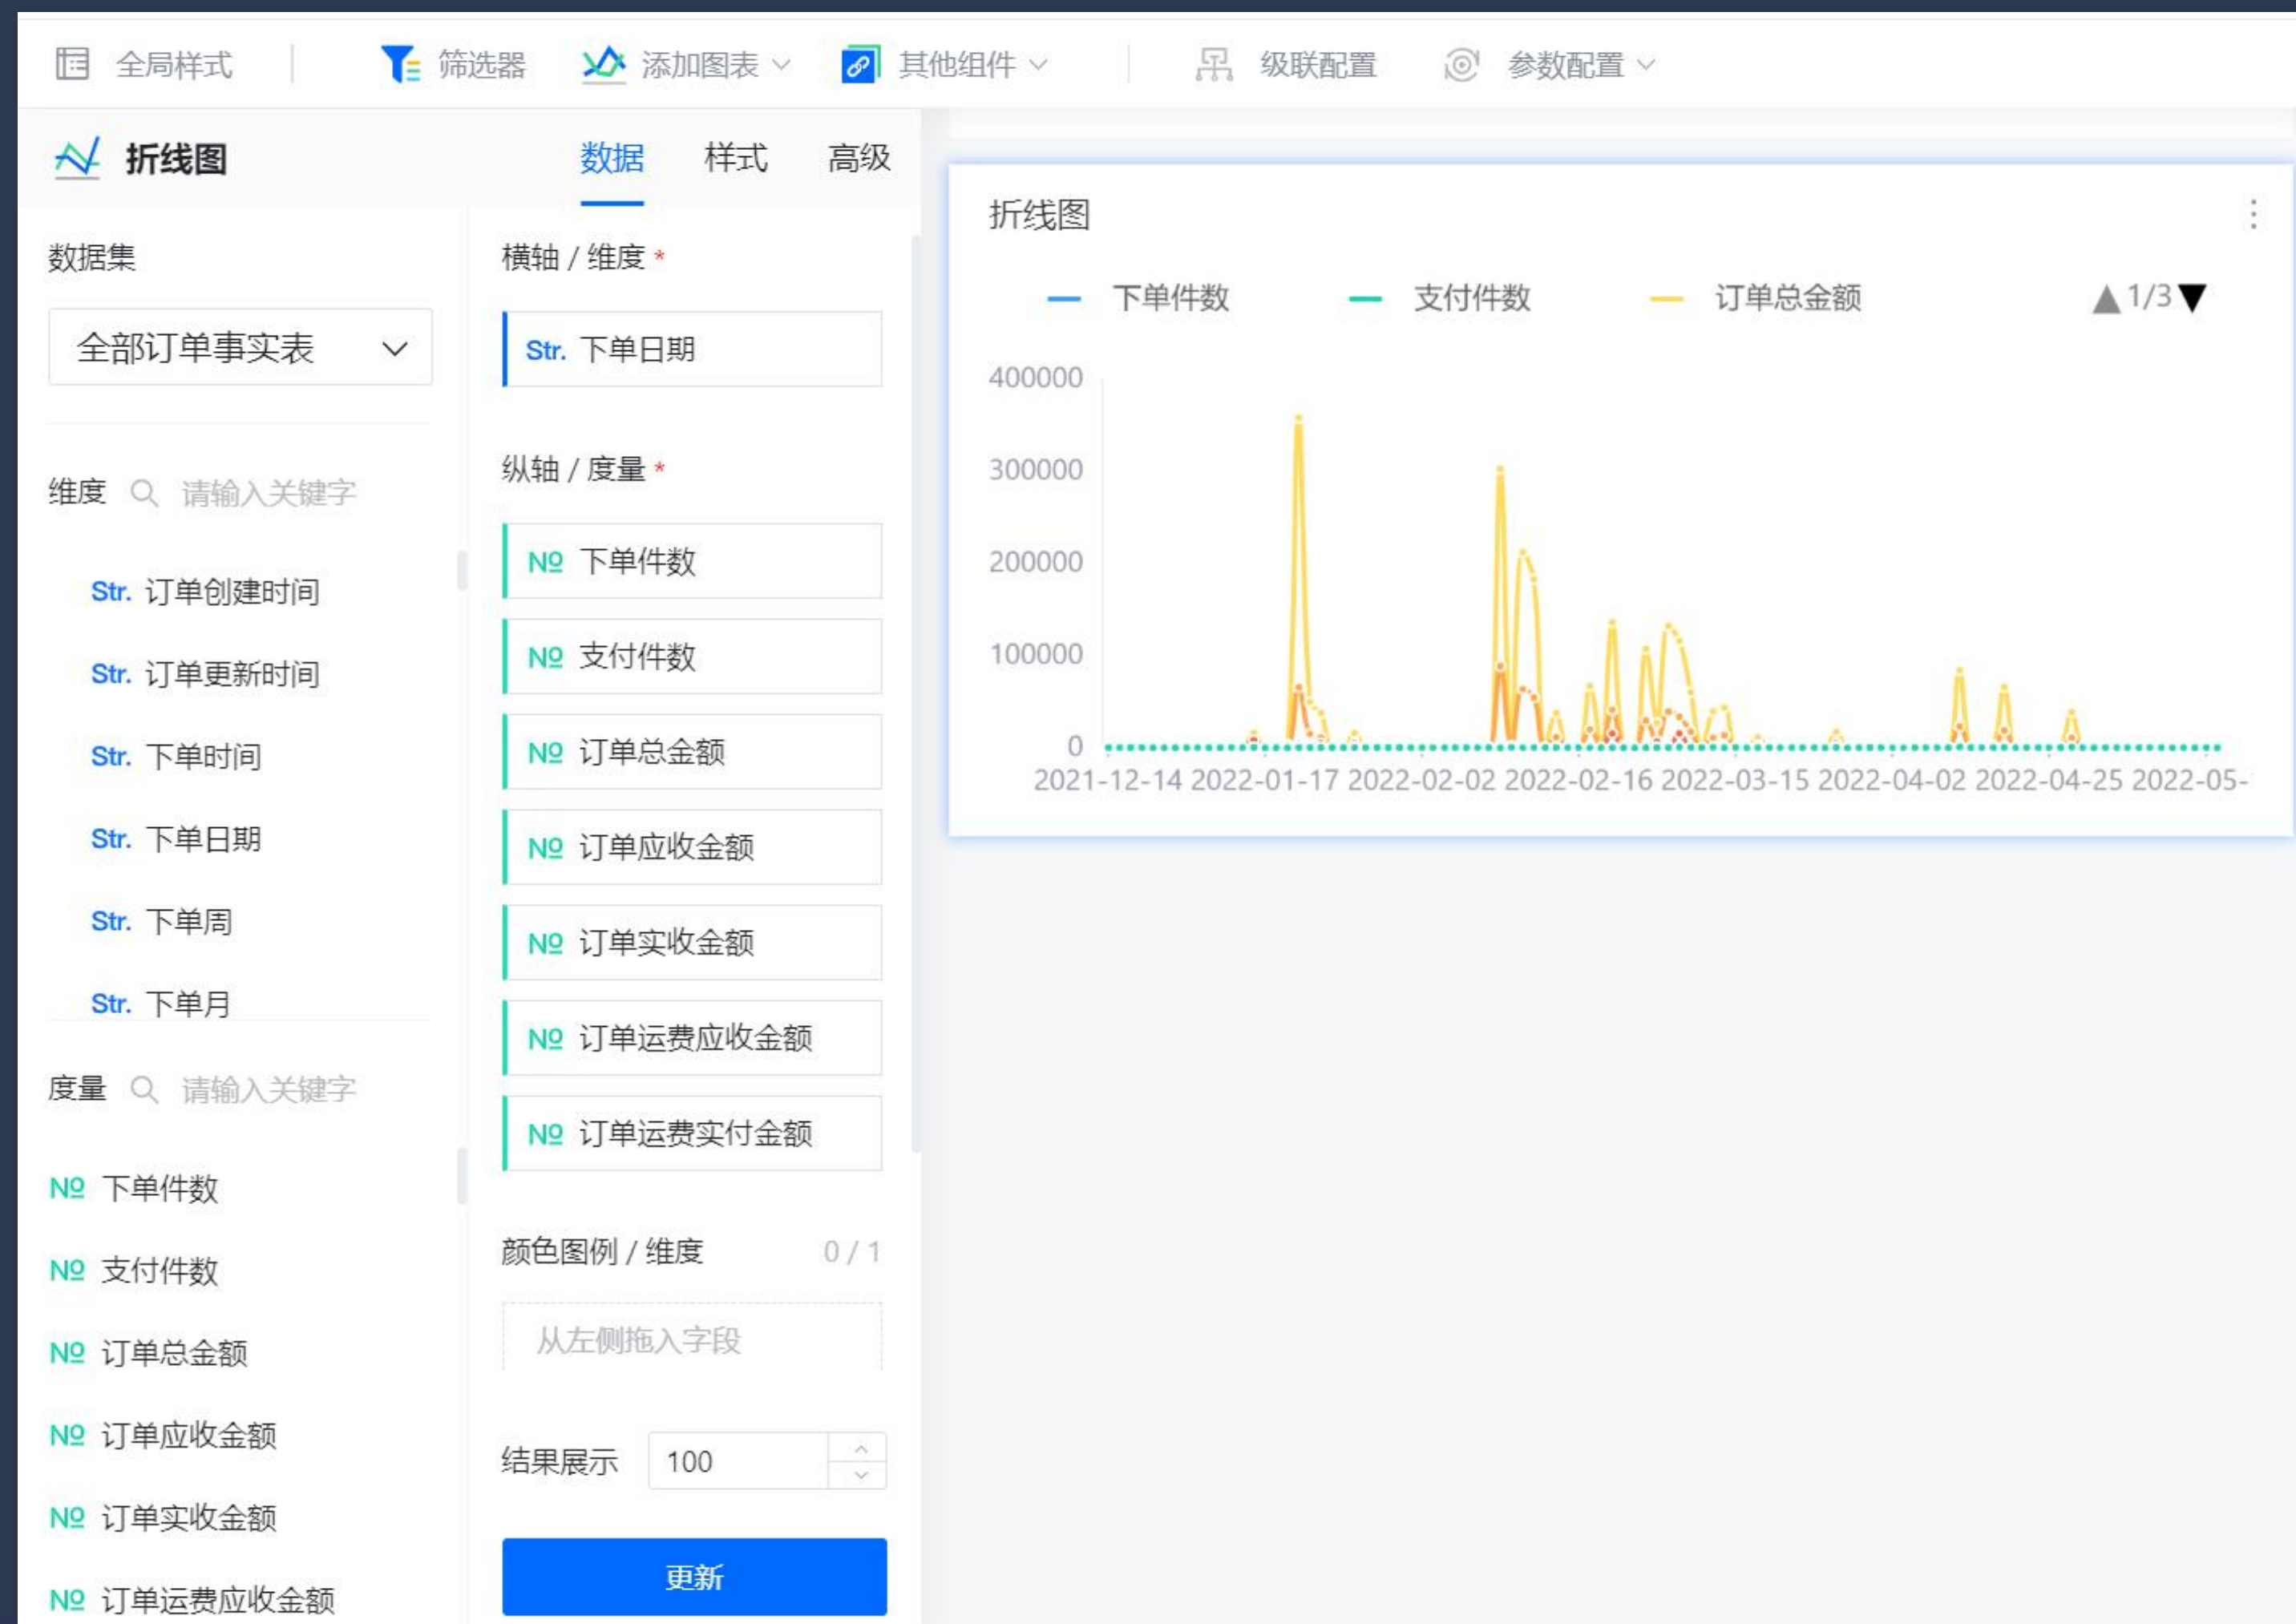 全局样式 筛选器 添加图表 其他组件 级联配置 参数配置
折线图 数据 样式 高级
数据集
全部订单事实表
维度 请输入关键字
Str. 订单创建时间
Str. 订单更新时间
Str. 下单时间
Str. 下单日期
Str. 下单周
Str. 下单月
度量 请输入关键字
№ 下单件数
№ 支付件数
№ 订单总金额
№ 订单应收金额
№ 订单实收金额
№ 订单运费应收金额
横轴 / 维度 *
Str. 下单日期
纵轴 / 度量 *
№ 下单件数
№ 支付件数
№ 订单总金额
№ 订单应收金额
№ 订单实收金额
№ 订单运费应收金额
№ 订单运费实付金额
颜色图例 / 维度 0 / 1
从左侧拖入字段
结果展示 100
更新
折线图
下单件数 支付件数 订单总金额 ▲1/3▼
400000
300000
200000
100000
0
2021-12-14 2022-01-17 2022-02-02 2022-02-16 2022-03-15 2022-04-02 2022-04-25 2022-05-